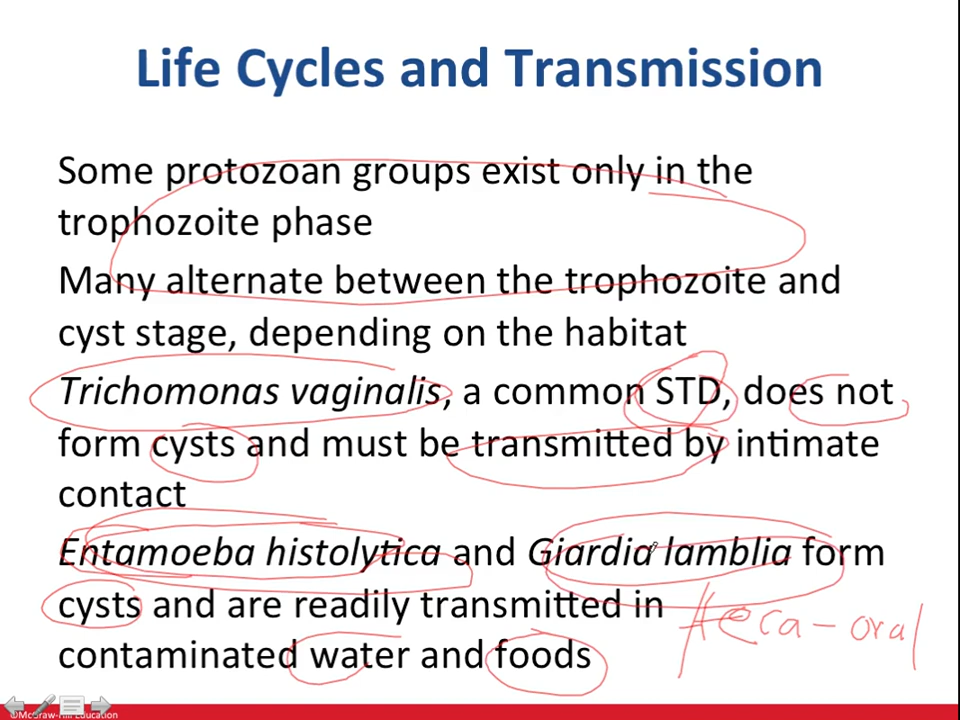 Life Cycles and Transmission
Some protozoan groups exist only in the
trophozoite phase
Many alternate between the trophozoite and
cyst stage, depending on the habitat
Trichomonas vaginalis, a common STD, does not
form cysts and must be transmitted by intimate
contact
Entamoeba histolytica and Giardia lamblia form
cysts and are readily transmitted in
contaminated water and foods
feca-oral
©McGraw-Hill Education